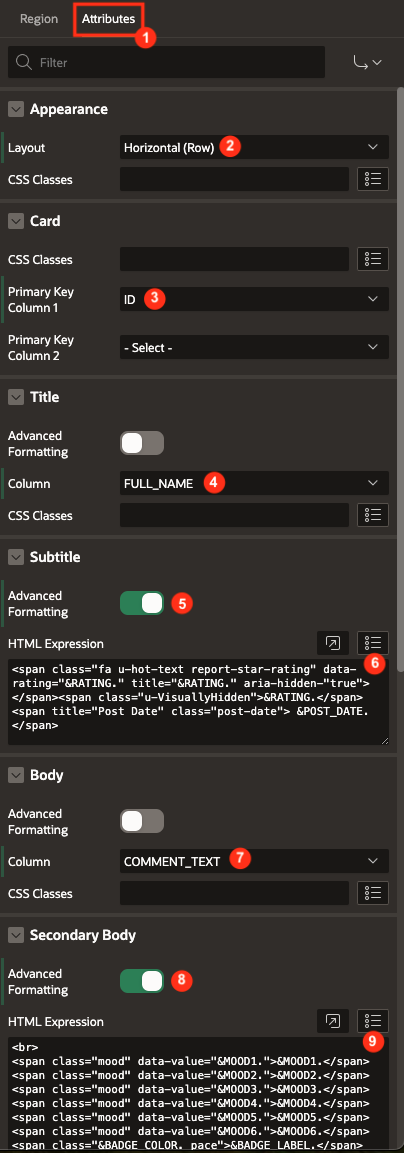 Region Attributes
1
Filter
Appearance
Layout Horizontal (Row) 2
CSS Classes
Card
CSS Classes
Primary Key
Column 1 ID 3
Primary Key
Column 2 - Select -
Title
Advanced
Formatting
Column FULL_NAME 4
CSS Classes
Subtitle
Advanced
Formatting 5
HTML Expression
6
<span class="fa u-hot-text report-star-rating" data-
rating="&RATING." title="&RATING." aria-hidden="true">
</span><span class="u-VisuallyHidden">&RATING.</span>
<span title="Post Date" class="post-date"> &POST_DATE.
</span>
Body
Advanced
Formatting
Column COMMENT_TEXT 7
CSS Classes
Secondary Body
Advanced
Formatting 8
HTML Expression
9
<br>
<span class="mood" data-value="&MOOD1.">&MOOD1.</span>
<span class="mood" data-value="&MOOD2.">&MOOD2.</span>
<span class="mood" data-value="&MOOD3.">&MOOD3.</span>
<span class="mood" data-value="&MOOD4.">&MOOD4.</span>
<span class="mood" data-value="&MOOD5.">&MOOD5.</span>
<span class="mood" data-value="&MOOD6.">&MOOD6.</span>
<span class="&BADGE_COLOR. pace">&BADGE_LABEL.</span>